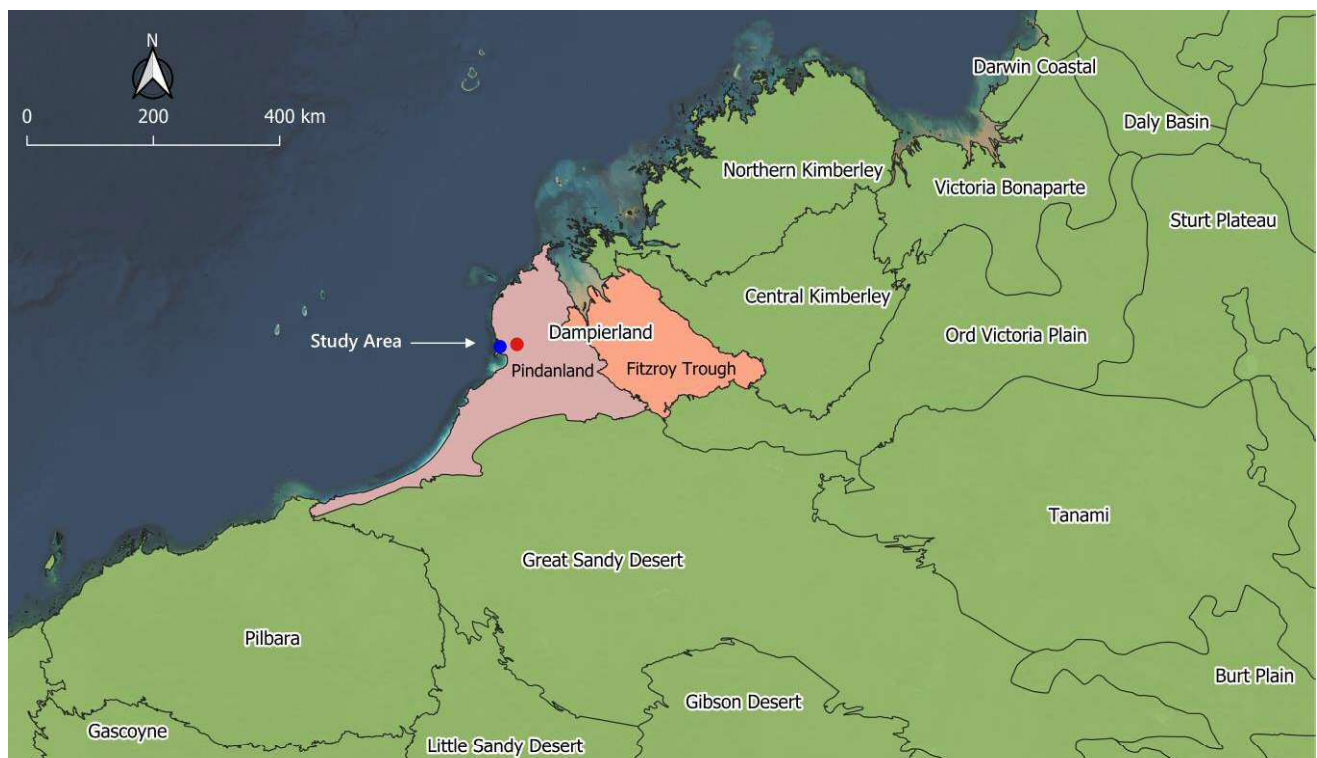 N
0 200 400 km
Darwin Coastal
Daly Basin
Northern Kimberley
Victoria Bonaparte
Sturt Plateau
Central Kimberley
Ord Victoria Plain
Dampierland
Study Area
Pindanland
Fitzroy Trough
Tanami
Great Sandy Desert
Pilbara
Burt Plain
Gibson Desert
Gascoyne
Little Sandy Desert